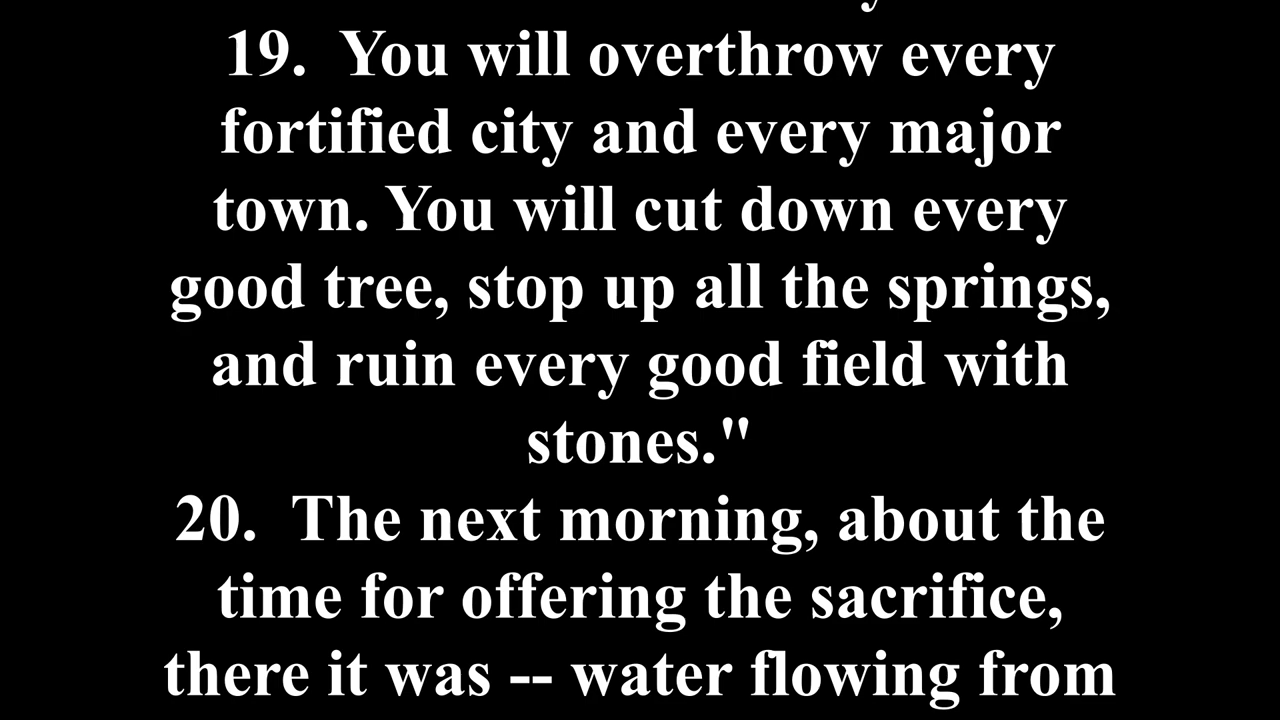 19.  You will overthrow every
fortified city and every major
town. You will cut down every
good tree, stop up all the springs,
and ruin every good field with
stones."
20.  The next morning, about the
time for offering the sacrifice,
there it was -- water flowing from